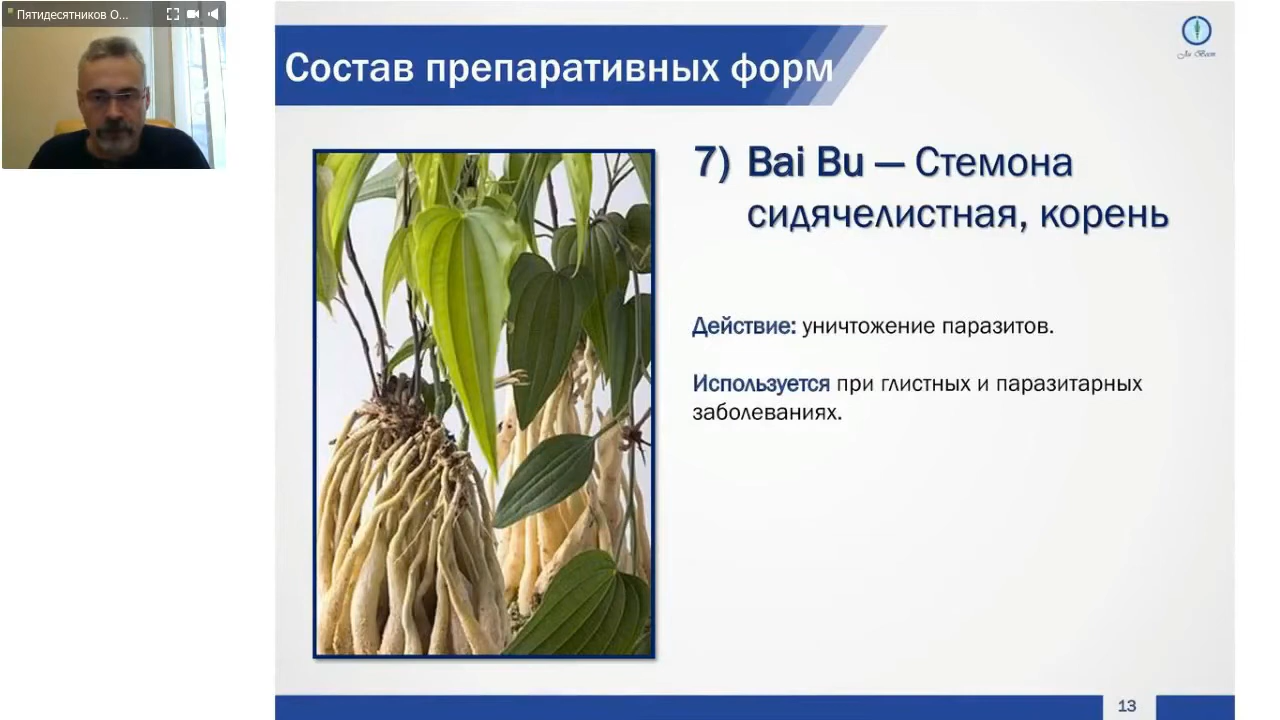 Пятидесятников О...
Состав препаративных форм
7) Bai Bu — Стемона
сидячелистная, корень
Действие: уничтожение паразитов.
Используется при глистных и паразитарных
заболеваниях.
13